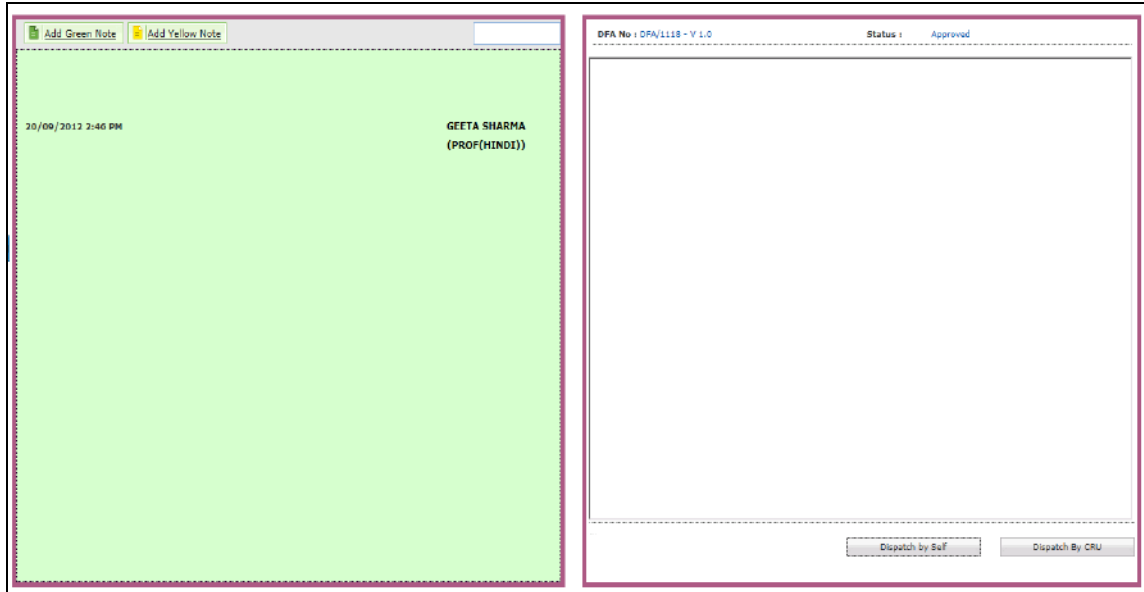 Add Green Note Add Yellow Note
20/09/2012 2:46 PM GEETA SHARMA
(PROF(HINDI))
DFA No : DFA/1118 - V 1.0 Status : Approved
Dispatch by Self Dispatch By CRU